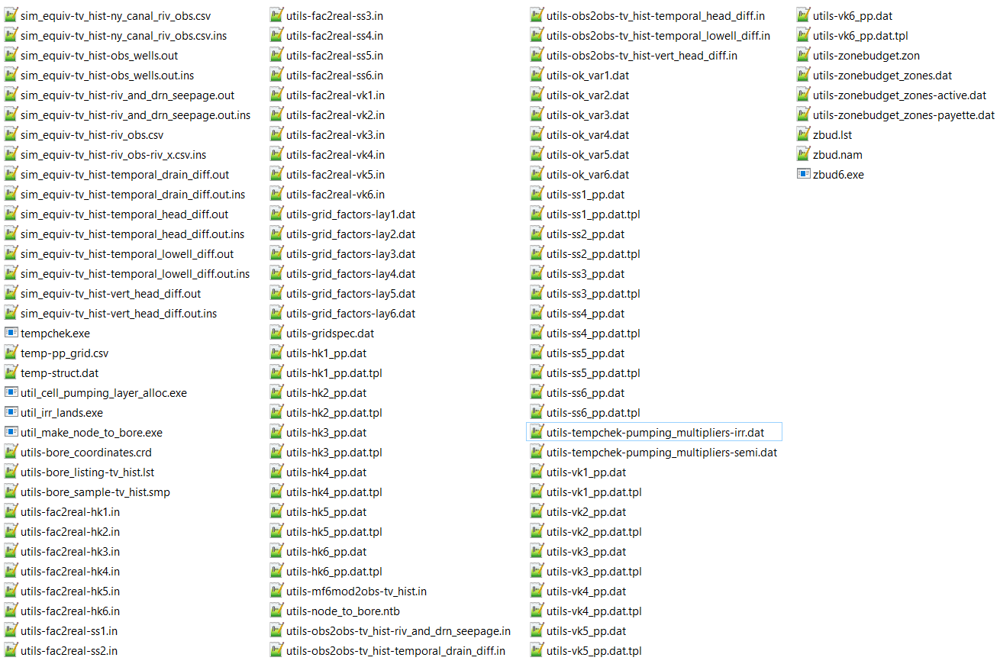 sim_equiv-tv_hist-ny_canal_riv_obs.csv
sim_equiv-tv_hist-ny_canal_riv_obs.csv.ins
sim_equiv-tv_hist-obs_wells.out
sim_equiv-tv_hist-obs_wells.out.ins
sim_equiv-tv_hist-riv_and_drn_seepage.out
sim_equiv-tv_hist-riv_and_drn_seepage.out.ins
sim_equiv-tv_hist-riv_obs.csv
sim_equiv-tv_hist-riv_obs-riv_x.csv.ins
sim_equiv-tv_hist-temporal_drain_diff.out
sim_equiv-tv_hist-temporal_drain_diff.out.ins
sim_equiv-tv_hist-temporal_head_diff.out
sim_equiv-tv_hist-temporal_head_diff.out.ins
sim_equiv-tv_hist-temporal_lowell_diff.out
sim_equiv-tv_hist-temporal_lowell_diff.out.ins
sim_equiv-tv_hist-vert_head_diff.out
sim_equiv-tv_hist-vert_head_diff.out.ins
tempchek.exe
temp-pp_grid.csv
temp-struct.dat
util_cell_pumping_layer_alloc.exe
util_irr_lands.exe
util_make_node_to_bore.exe
utils-bore_coordinates.crd
utils-bore_listing-tv_hist.lst
utils-bore_sample-tv_hist.smp
utils-fac2real-hk1.in
utils-fac2real-hk2.in
utils-fac2real-hk3.in
utils-fac2real-hk4.in
utils-fac2real-hk5.in
utils-fac2real-hk6.in
utils-fac2real-ss1.in
utils-fac2real-ss2.in
utils-fac2real-ss3.in
utils-fac2real-ss4.in
utils-fac2real-ss5.in
utils-fac2real-ss6.in
utils-fac2real-vk1.in
utils-fac2real-vk2.in
utils-fac2real-vk3.in
utils-fac2real-vk4.in
utils-fac2real-vk5.in
utils-fac2real-vk6.in
utils-grid_factors-lay1.dat
utils-grid_factors-lay2.dat
utils-grid_factors-lay3.dat
utils-grid_factors-lay4.dat
utils-grid_factors-lay5.dat
utils-grid_factors-lay6.dat
utils-gridspec.dat
utils-hk1_pp.dat
utils-hk1_pp.dat.tpl
utils-hk2_pp.dat
utils-hk2_pp.dat.tpl
utils-hk3_pp.dat
utils-hk3_pp.dat.tpl
utils-hk4_pp.dat
utils-hk4_pp.dat.tpl
utils-hk5_pp.dat
utils-hk5_pp.dat.tpl
utils-hk6_pp.dat
utils-hk6_pp.dat.tpl
utils-mf6mod2obs-tv_hist.in
utils-node_to_bore.ntb
utils-obs2obs-tv_hist-riv_and_drn_seepage.in
utils-obs2obs-tv_hist-temporal_drain_diff.in
utils-obs2obs-tv_hist-temporal_head_diff.in
utils-obs2obs-tv_hist-temporal_lowell_diff.in
utils-obs2obs-tv_hist-vert_head_diff.in
utils-ok_var1.dat
utils-ok_var2.dat
utils-ok_var3.dat
utils-ok_var4.dat
utils-ok_var5.dat
utils-ok_var6.dat
utils-ss1_pp.dat
utils-ss1_pp.dat.tpl
utils-ss2_pp.dat
utils-ss2_pp.dat.tpl
utils-ss3_pp.dat
utils-ss3_pp.dat.tpl
utils-ss4_pp.dat
utils-ss4_pp.dat.tpl
utils-ss5_pp.dat
utils-ss5_pp.dat.tpl
utils-ss6_pp.dat
utils-ss6_pp.dat.tpl
utils-tempchek-pumping_multipliers-irr.dat
utils-tempchek-pumping_multipliers-semi.dat
utils-vk1_pp.dat
utils-vk1_pp.dat.tpl
utils-vk2_pp.dat
utils-vk2_pp.dat.tpl
utils-vk3_pp.dat
utils-vk3_pp.dat.tpl
utils-vk4_pp.dat
utils-vk4_pp.dat.tpl
utils-vk5_pp.dat
utils-vk5_pp.dat.tpl
utils-vk6_pp.dat
utils-vk6_pp.dat.tpl
utils-zonebudget.zon
utils-zonebudget_zones.dat
utils-zonebudget_zones-active.dat
utils-zonebudget_zones-payette.dat
zbud.lst
zbud.nam
zbud6.exe